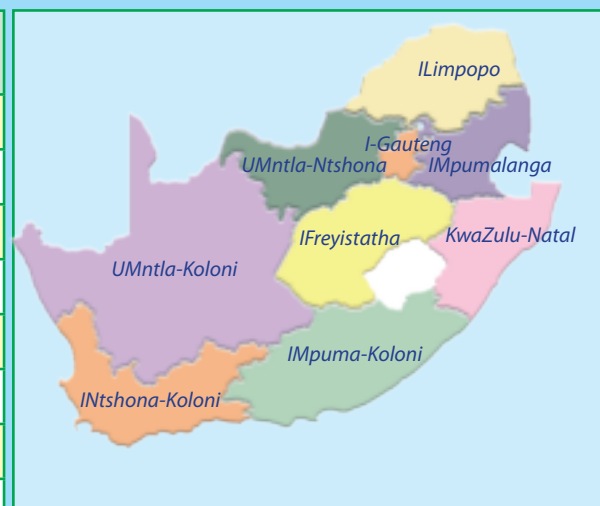 ILimpopo
I-Gauteng
UMntla-Ntshona
IMpumalanga
IFreyistatha
KwaZulu-Natal
UMntla-Koloni
IMpuma-Koloni
INtshona-Koloni